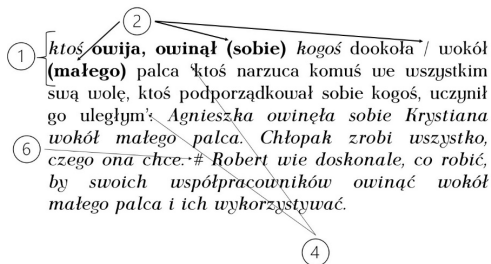 2
1
ktoś owija, owinął (sobie) kogoś dookoła / wokół
(małego) palca ‘ktoś narzuca komuś we wszystkim
swą wolę, ktoś podporządkował sobie kogoś, uczynił
go uległym’: Agnieszka owinęła sobie Krystiana
wokół małego palca. Chłopak zrobi wszystko,
czego ona chce. # Robert wie doskonale, co robić,
by swoich współpracowników owinąć wokół
małego palca i ich wykorzystywać.
6
4